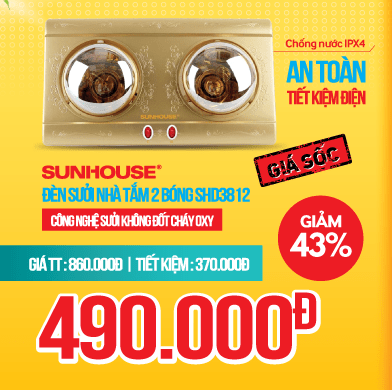 Chống nước IPX4
AN TOÀN
TIẾT KIỆM ĐIỆN
SUNHOUSE
GIÁ SỐC
SUNHOUSE®
ĐÈN SƯỞI NHÀ TẮM 2 BÓNG SHD3812
CÔNG NGHỆ SƯỞI KHÔNG ĐỐT CHÁY OXY
GIẢM
43%
GIÁ TT : 860.000Đ | TIẾT KIỆM : 370.000Đ
490.000Đ